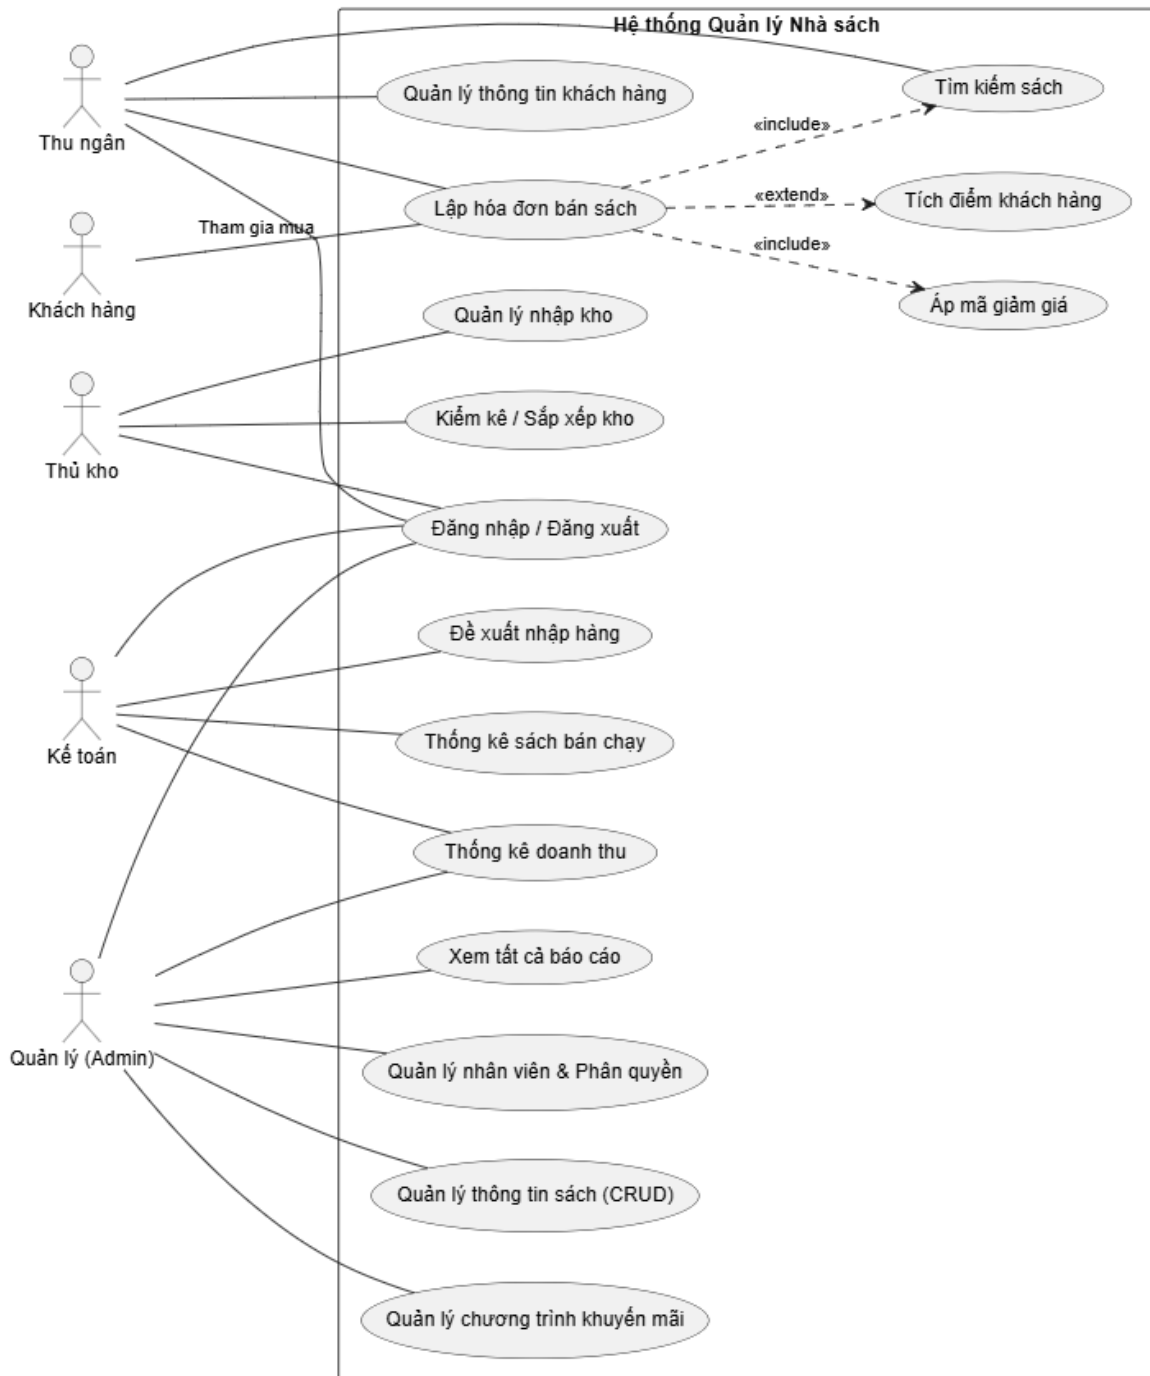 Hệ thống Quản lý Nhà sách
Thu ngân
Quản lý thông tin khách hàng
Tìm kiếm sách
«include»
Lập hóa đơn bán sách
«extend»
Tích điểm khách hàng
Tham gia mua
«include»
Khách hàng
Áp mã giảm giá
Quản lý nhập kho
Kiểm kê / Sắp xếp kho
Thủ kho
Đăng nhập / Đăng xuất
Đề xuất nhập hàng
Thống kê sách bán chạy
Kế toán
Thống kê doanh thu
Xem tất cả báo cáo
Quản lý (Admin)
Quản lý nhân viên & Phân quyền
Quản lý thông tin sách (CRUD)
Quản lý chương trình khuyến mãi